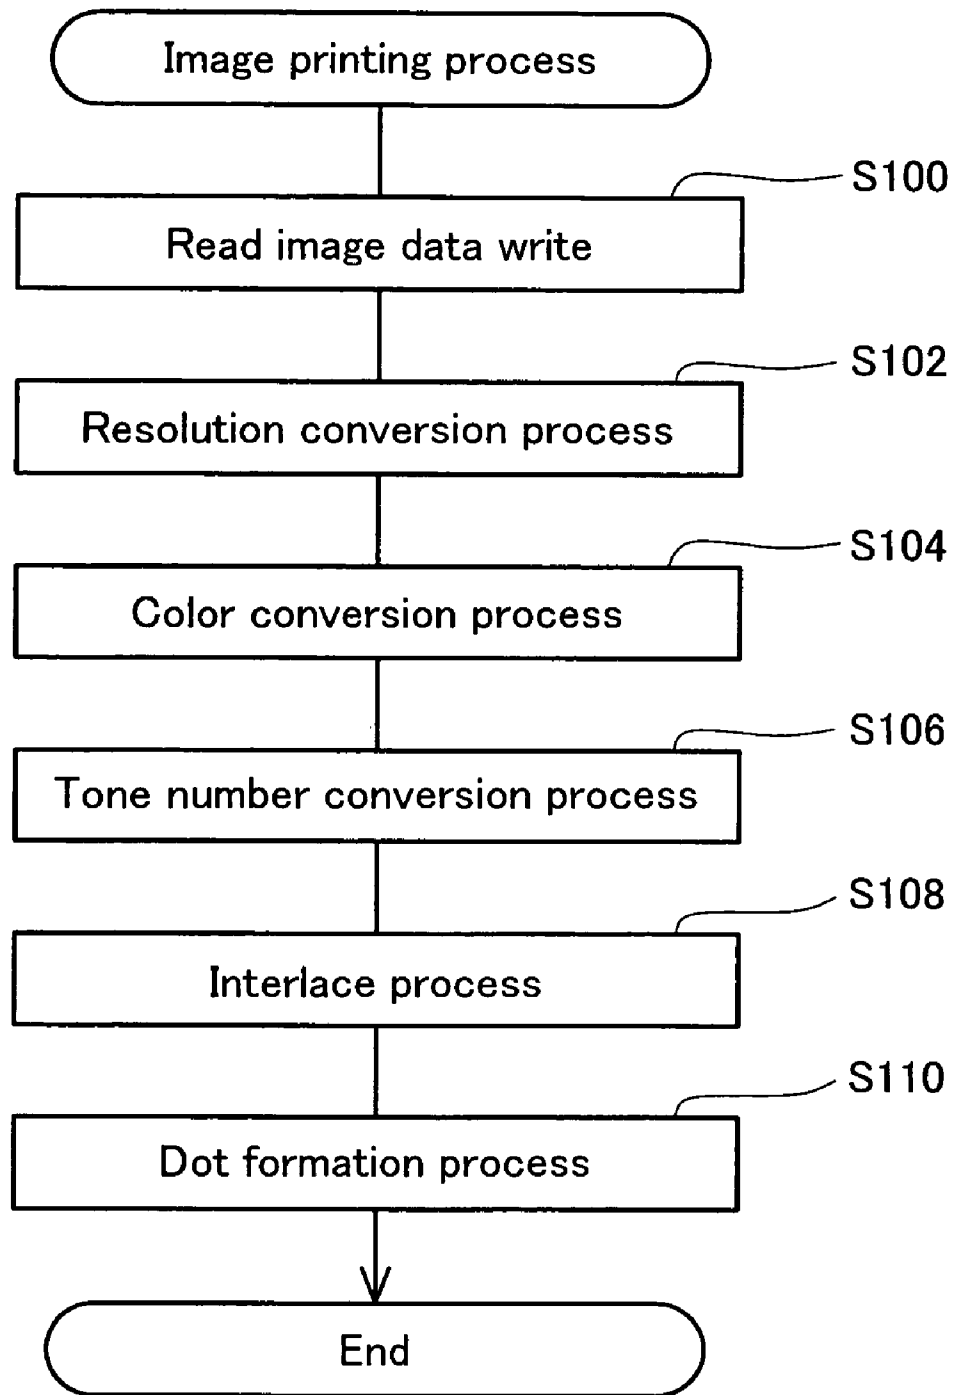 Image printing process
S100
Read image data write
S102
Resolution conversion process
S104
Color conversion process
S106
Tone number conversion process
S108
Interlace process
S110
Dot formation process
End